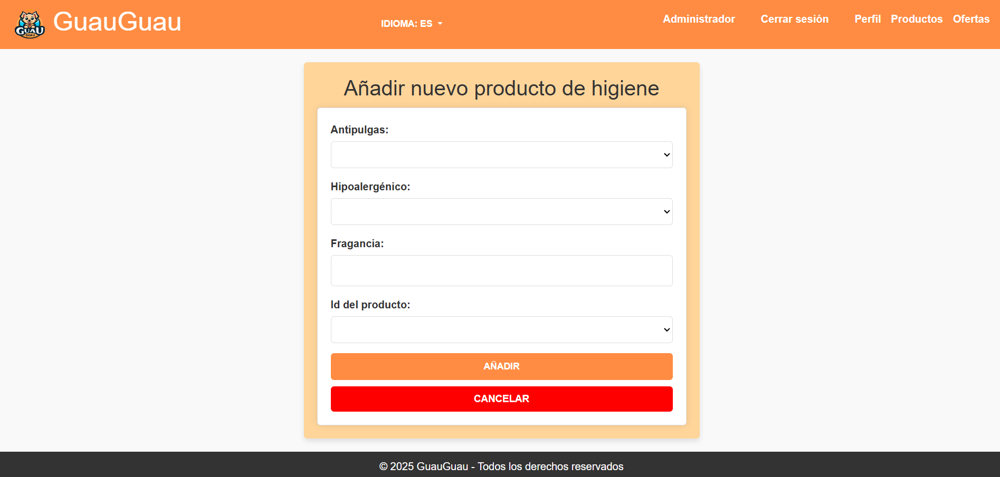 GUAU
GUAU
GuauGuau
IDIOMA: ES
Administrador
Cerrar sesión
Perfil
Productos
Ofertas
Añadir nuevo producto de higiene
Antipulgas:
Hipoalergénico:
Fragancia:
Id del producto:
AÑADIR
CANCELAR
© 2025 GuauGuau - Todos los derechos reservados